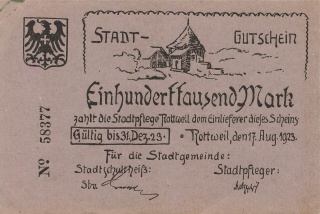 STADT- GUTSCHEIN
Einhunderttausend Mark
zahlt die Stadtpflege Rottweil dem Einlieferer dieses Scheins
Gültig bis 31. Dez. 23. • Rottweil, den 17. Aug. 1923.
Für die Stadtgemeinde:
Stadtschultheiß: Stadtpfleger:
No 58377